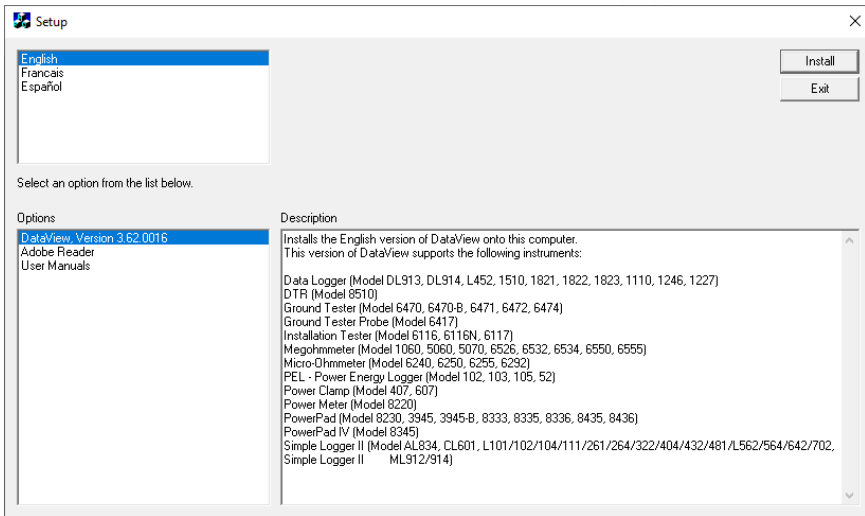 Setup
English
Francais
Español
Install
Exit
Select an option from the list below.
Options
DataView, Version 3.62.0016
Adobe Reader
User Manuals
Description
Installs the English version of DataView onto this computer.
This version of DataView supports the following instruments:
Data Logger (Model DL913, DL914, L452, 1510, 1821, 1822, 1823, 1110, 1246, 1227)
DTR (Model 8510)
Ground Tester (Model 6470, 6470-B, 6471, 6472, 6474)
Ground Tester Probe (Model 6417)
Installation Tester (Model 6116, 6116N, 6117)
Megohmmeter (Model 1060, 5060, 5070, 6526, 6532, 6534, 6550, 6555)
Micro-Ohmmeter (Model 6240, 6250, 6255, 6292)
PEL - Power Energy Logger (Model 102, 103, 105, 52)
Power Clamp (Model 407, 607)
Power Meter (Model 8220)
PowerPad (Model 8230, 3945, 3945-B, 8333, 8335, 8336, 8435, 8436)
PowerPad IV (Model 8345)
Simple Logger II (Model AL834, CL601, L101/102/104/111/261/264/322/404/432/481/L562/564/642/702,
Simple Logger II ML912/914)